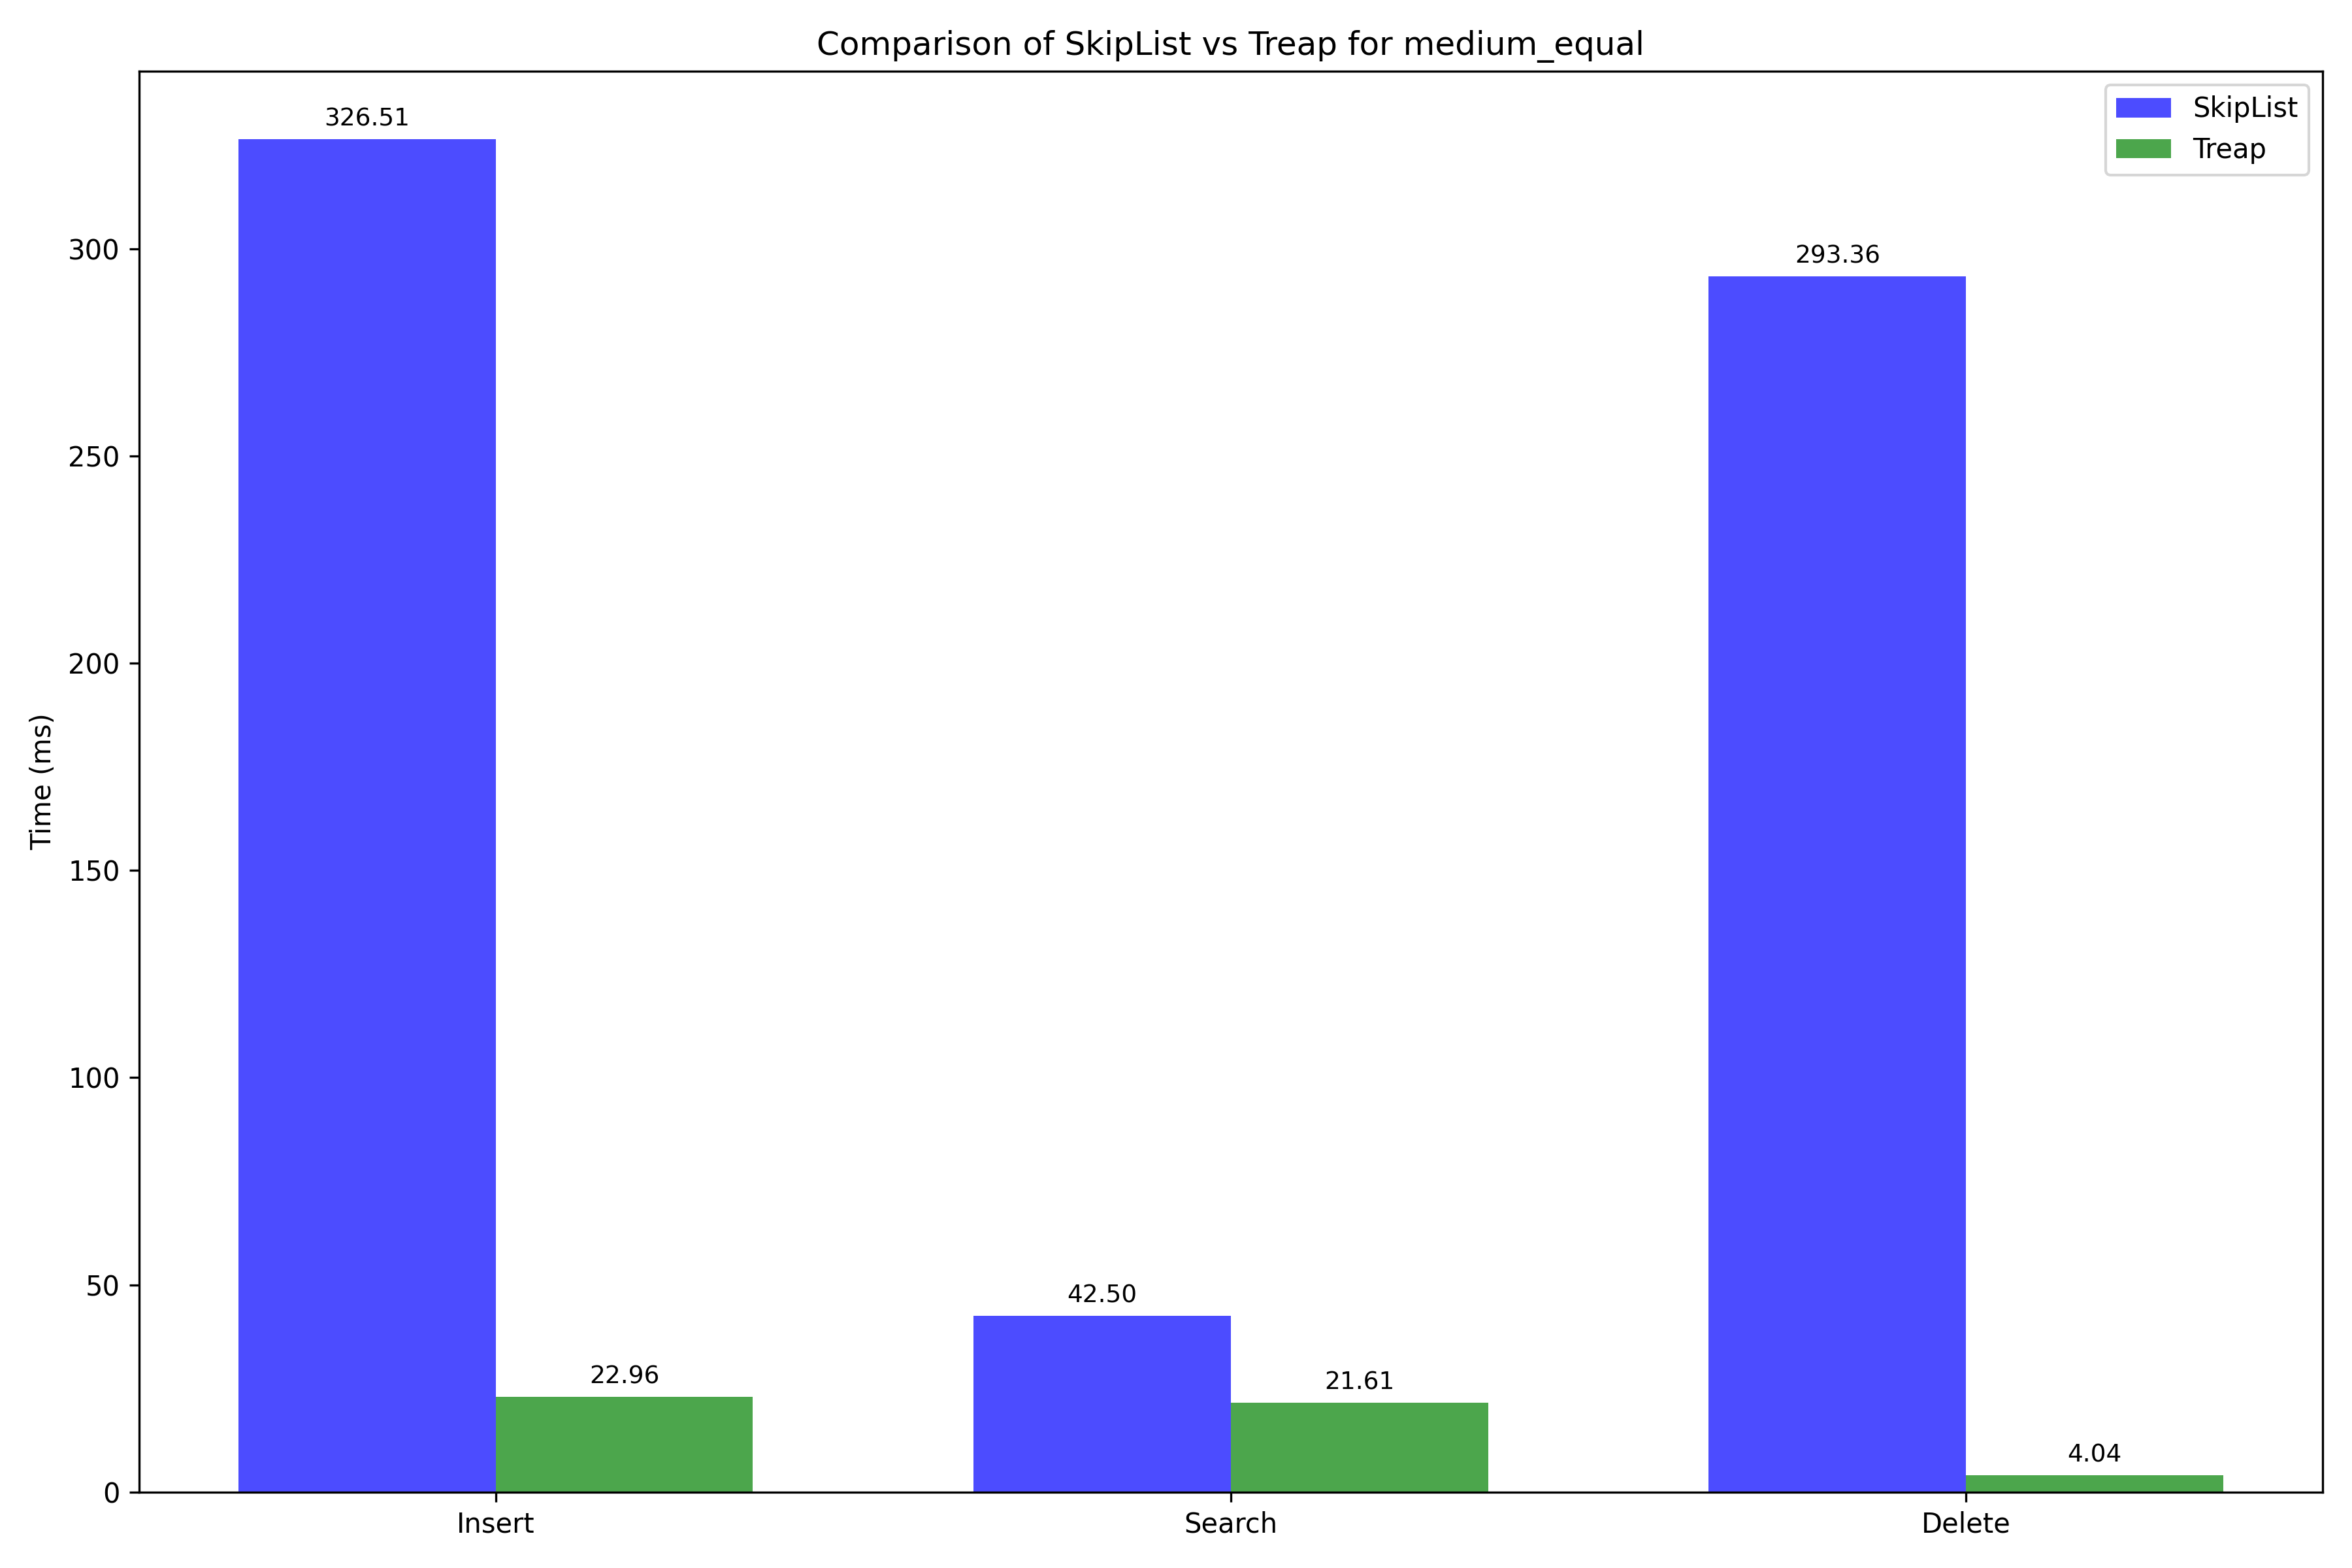 Comparison of SkipList vs Treap for medium_equal
SkipList
Treap
Time (ms)
300
250
200
150
100
50
0
326.51
22.96
42.50
21.61
293.36
4.04
Insert
Search
Delete